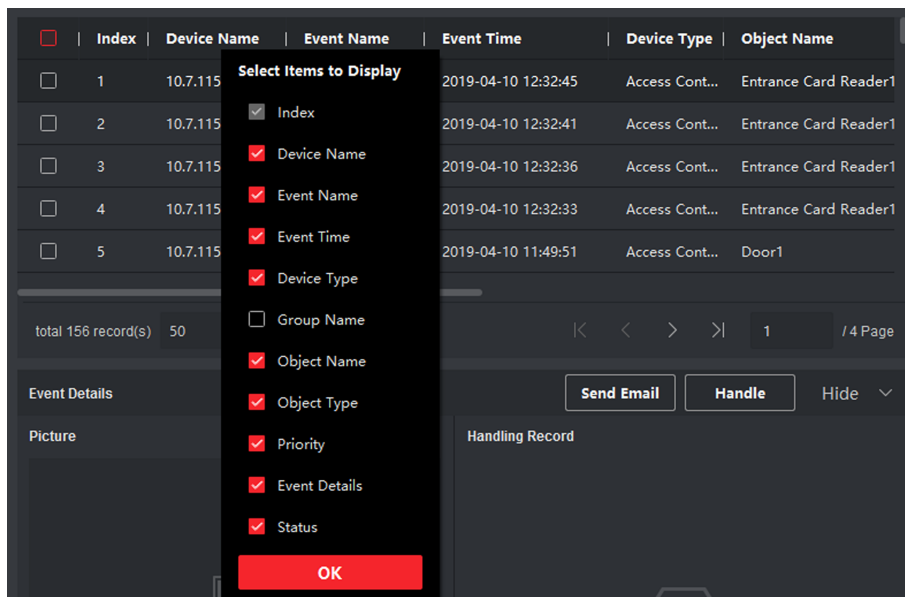 Index | Device Name | Event Name | Event Time | Device Type | Object Name
1 10.7.115 2019-04-10 12:32:45 Access Cont... Entrance Card Reader1
2 10.7.115 2019-04-10 12:32:41 Access Cont... Entrance Card Reader1
3 10.7.115 2019-04-10 12:32:36 Access Cont... Entrance Card Reader1
4 10.7.115 2019-04-10 12:32:33 Access Cont... Entrance Card Reader1
5 10.7.115 2019-04-10 11:49:51 Access Cont... Door1
Select Items to Display
Index
Device Name
Event Name
Event Time
Device Type
Group Name
Object Name
Object Type
Priority
Event Details
Status
OK
total 156 record(s) 50 1 / 4 Page
Event Details Send Email Handle Hide
Picture Handling Record